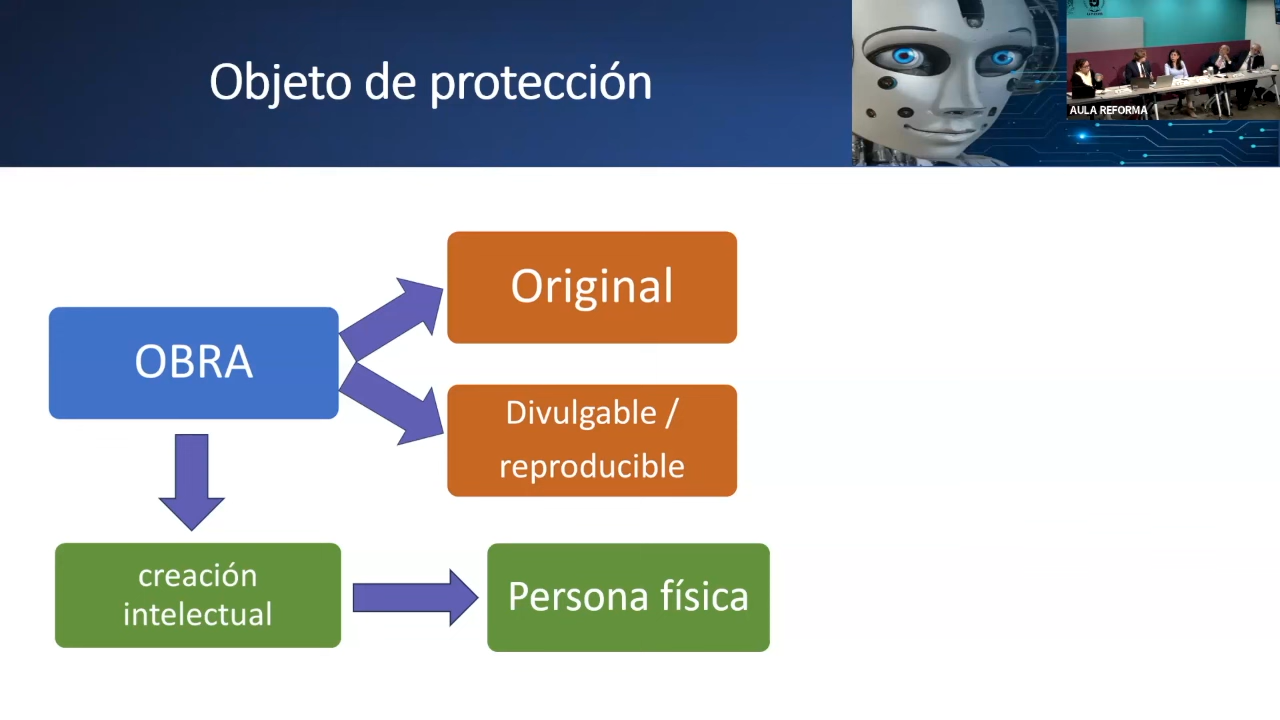 Objeto de protección
AULA REFORMA
Original
OBRA
Divulgable /
reproducible
creación
intelectual
Persona física